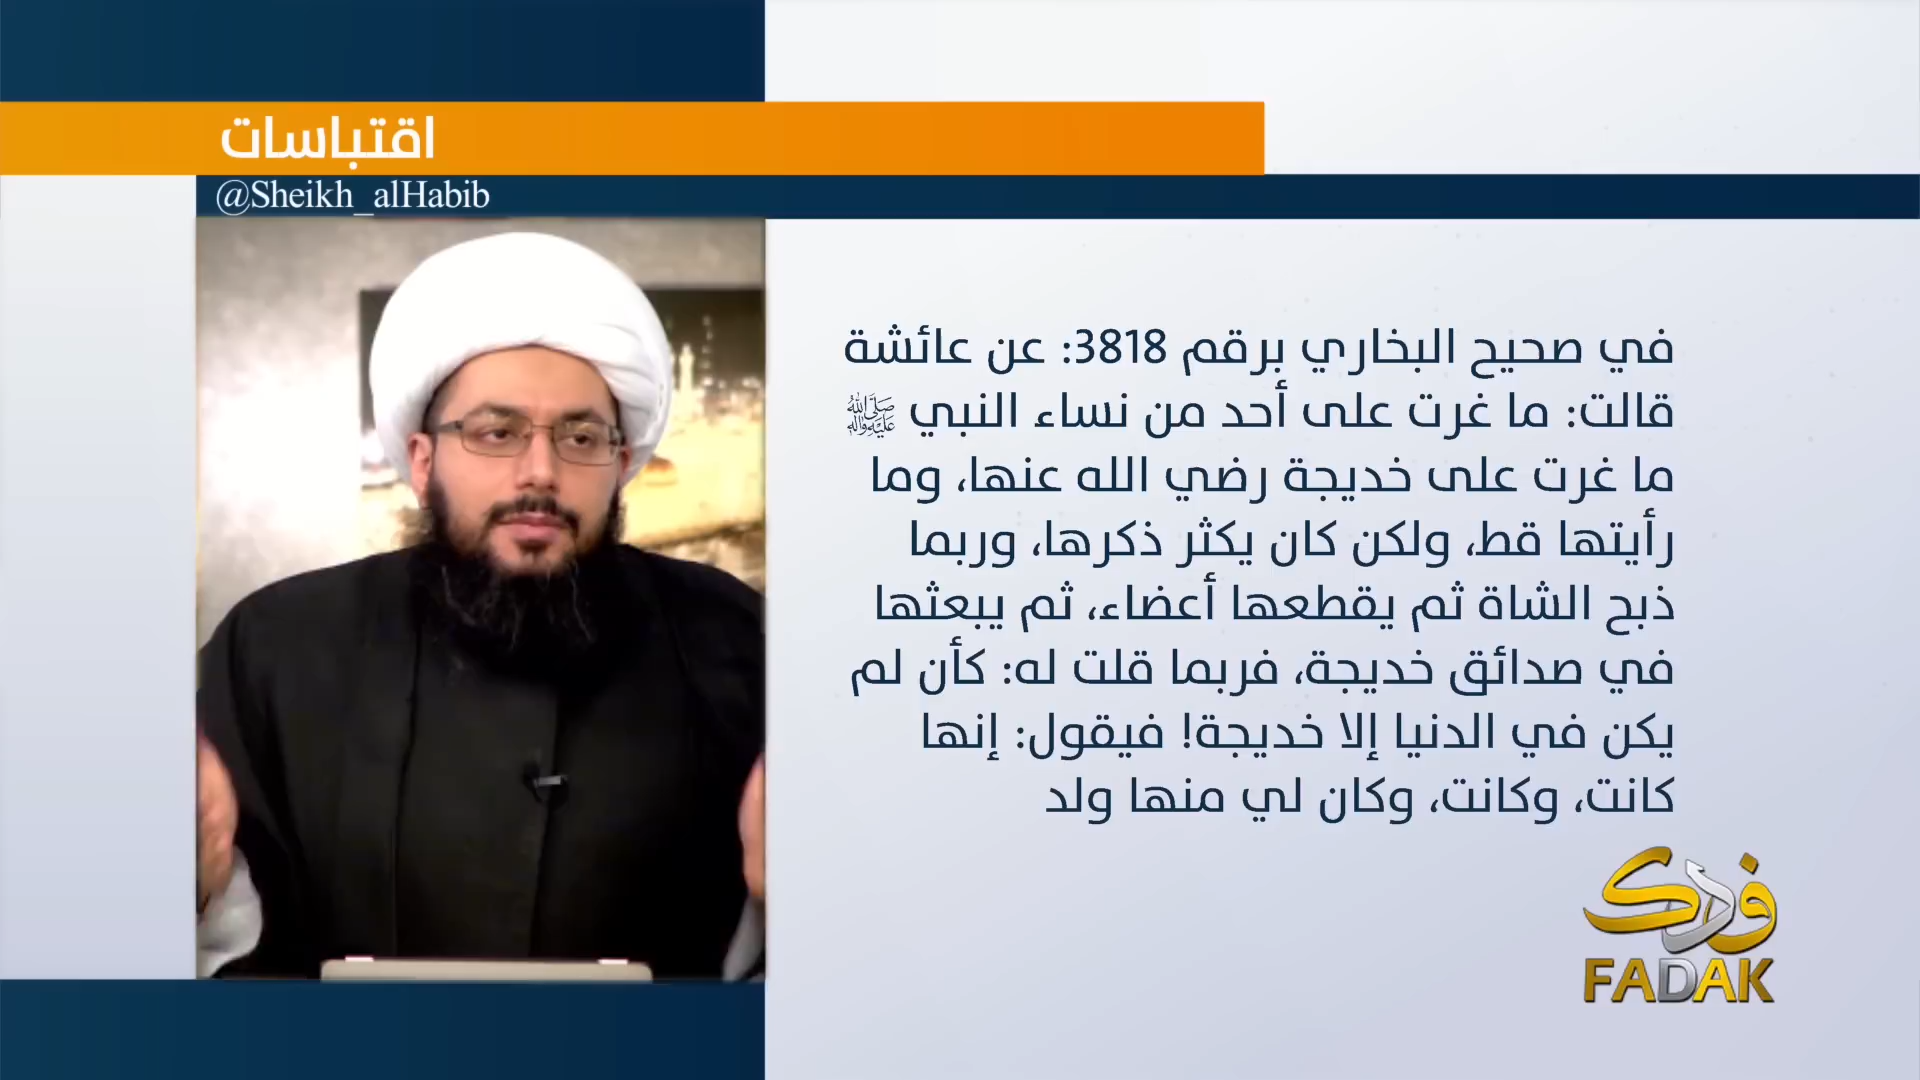 اقتباسات
@Sheikh_alHabib
في صحيح البخاري برقم 3818: عن عائشة
قالت: ما غرت على أحد من نساء النبي ﷺ
ما غرت على خديجة رضي الله عنها، وما
رأيتها قط، ولكن كان يكثر ذكرها، وربما
ذبح الشاة ثم يقطعها أعضاء، ثم يبعثها
في صدائق خديجة، فربما قلت له: كأن لم
يكن في الدنيا إلا خديجة! فيقول: إنها
كانت، وكانت، وكان لي منها ولد
فدك
FADAK